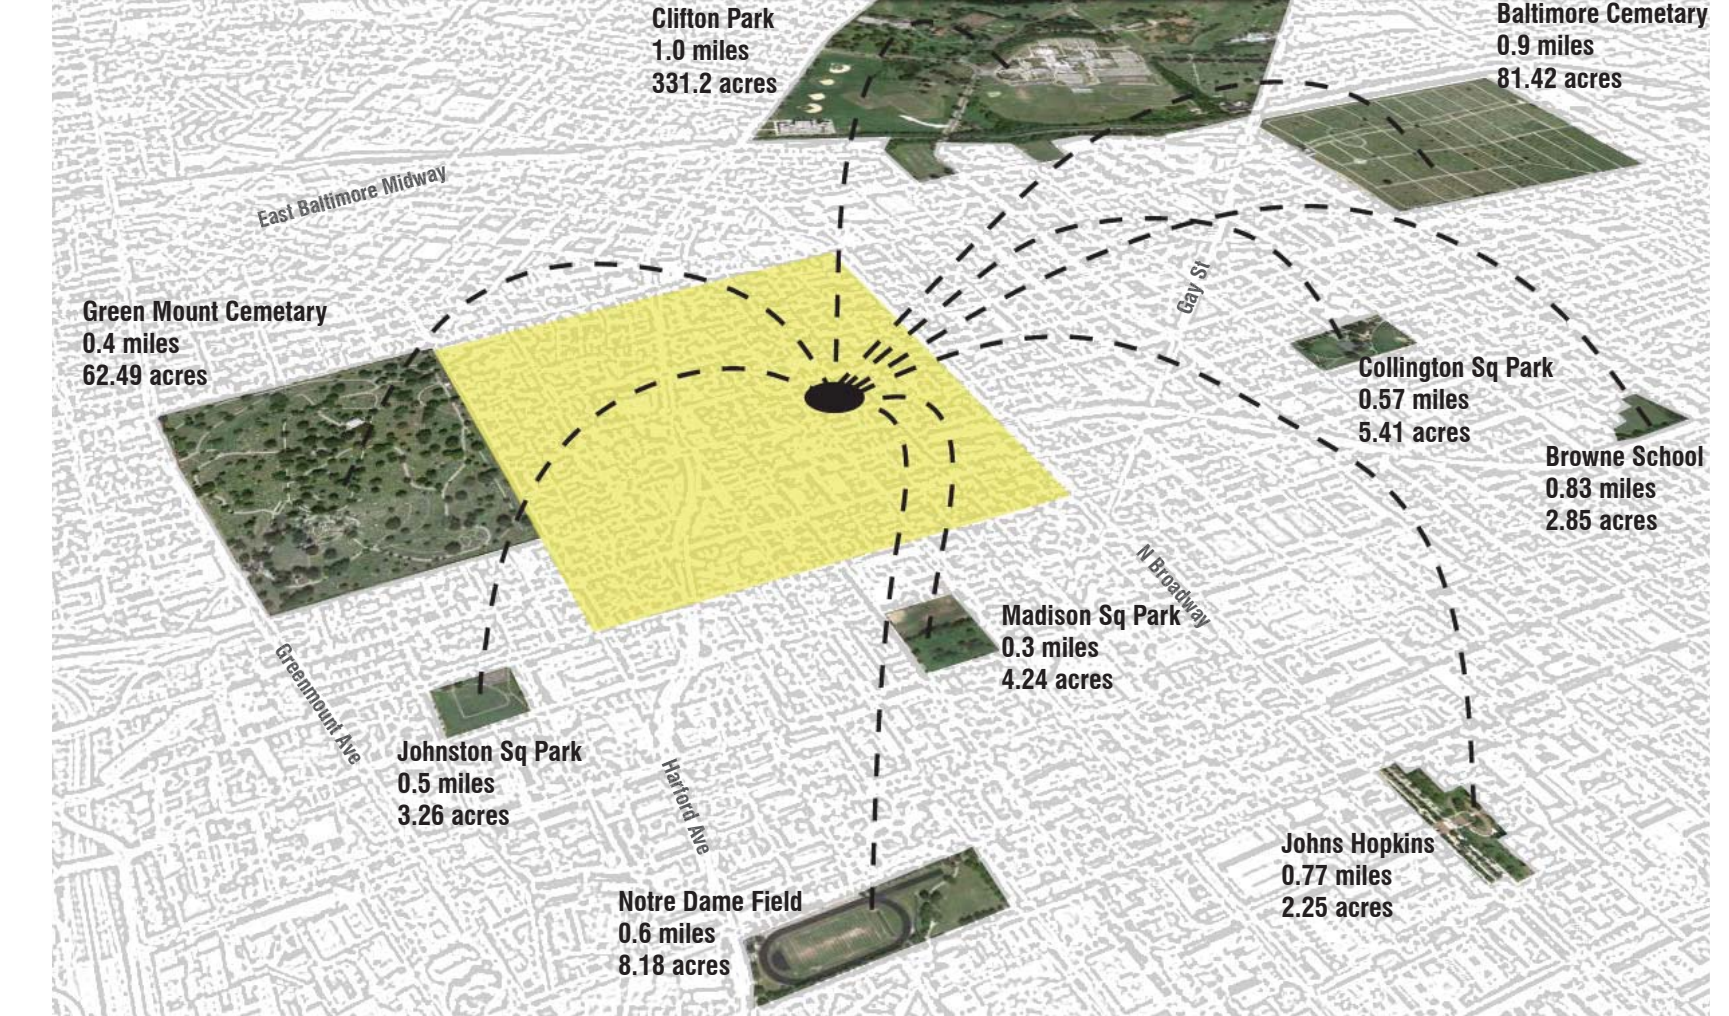 Clifton Park
1.0 miles
331.2 acres
Baltimore Cemetary
0.9 miles
81.42 acres
East Baltimore Midway
Gay St
Green Mount Cemetary
0.4 miles
62.49 acres
Collington Sq Park
0.57 miles
5.41 acres
Browne School
0.83 miles
2.85 acres
N Broadway
Madison Sq Park
0.3 miles
4.24 acres
Greenmount Ave
Johnston Sq Park
0.5 miles
3.26 acres
Harford Ave
Johns Hopkins
0.77 miles
2.25 acres
Notre Dame Field
0.6 miles
8.18 acres